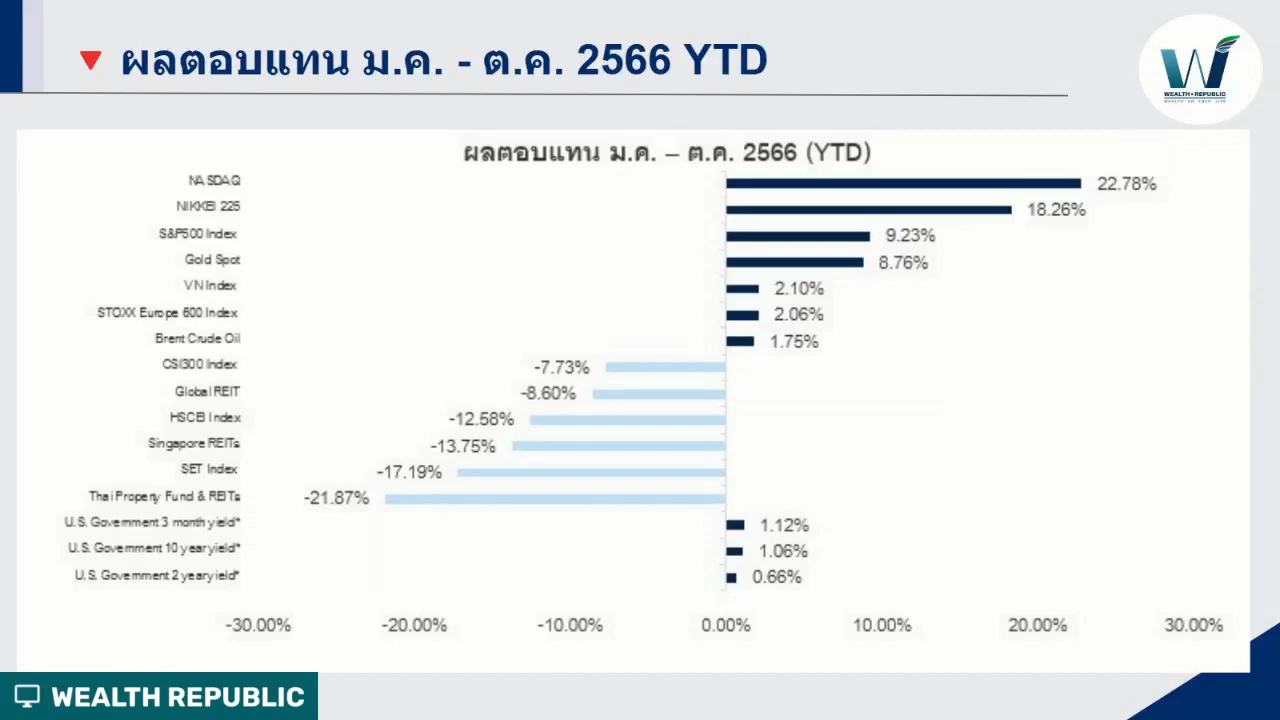 ผลตอบแทน ม.ค. - ต.ค. 2566 YTD
WEALTH REPUBLIC
ผลตอบแทน ม.ค. – ต.ค. 2566 (YTD)
NASDAQ 22.78%
NIKKEI 225 18.26%
S&P500 Index 9.23%
Gold Spot 8.76%
VN Index 2.10%
STOXX Europe 600 Index 2.06%
Brent Crude Oil 1.75%
CSI300 Index -7.73%
Global REIT -8.60%
HSCEI Index -12.58%
Singapore REITs -13.75%
SET Index -17.19%
Thai Property Fund & REITs -21.87%
U.S. Government 3 month yield* 1.12%
U.S. Government 10 year yield* 1.06%
U.S. Government 2 year yield* 0.66%
-30.00% -20.00% -10.00% 0.00% 10.00% 20.00% 30.00%
WEALTH REPUBLIC